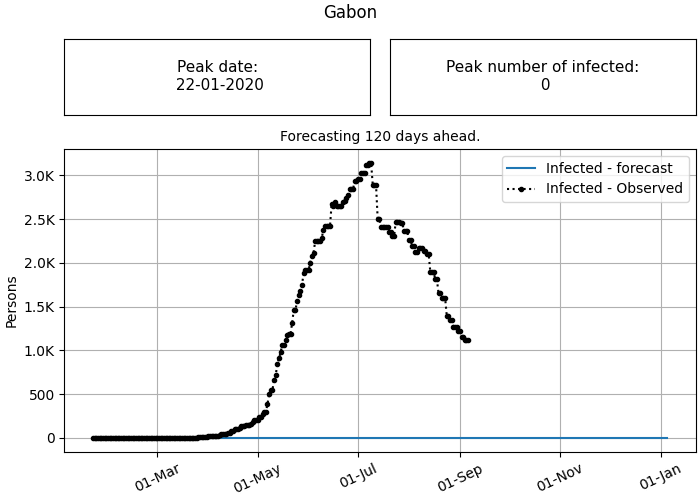 Gabon
Peak date:
22-01-2020
Peak number of infected:
0
Forecasting 120 days ahead.
Infected - forecast
Infected - Observed
3.0K
2.5K
2.0K
1.5K
1.0K
500
0
Persons
01-Mar
01-May
01-Jul
01-Sep
01-Nov
01-Jan